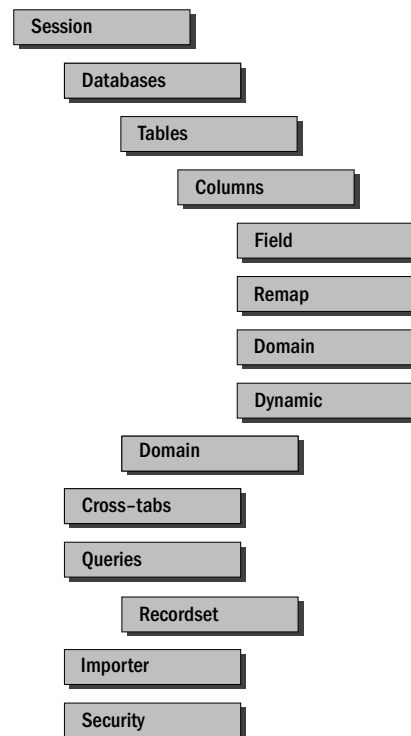 Session
Databases
Tables
Columns
Field
Remap
Domain
Dynamic
Domain
Cross–tabs
Queries
Recordset
Importer
Security